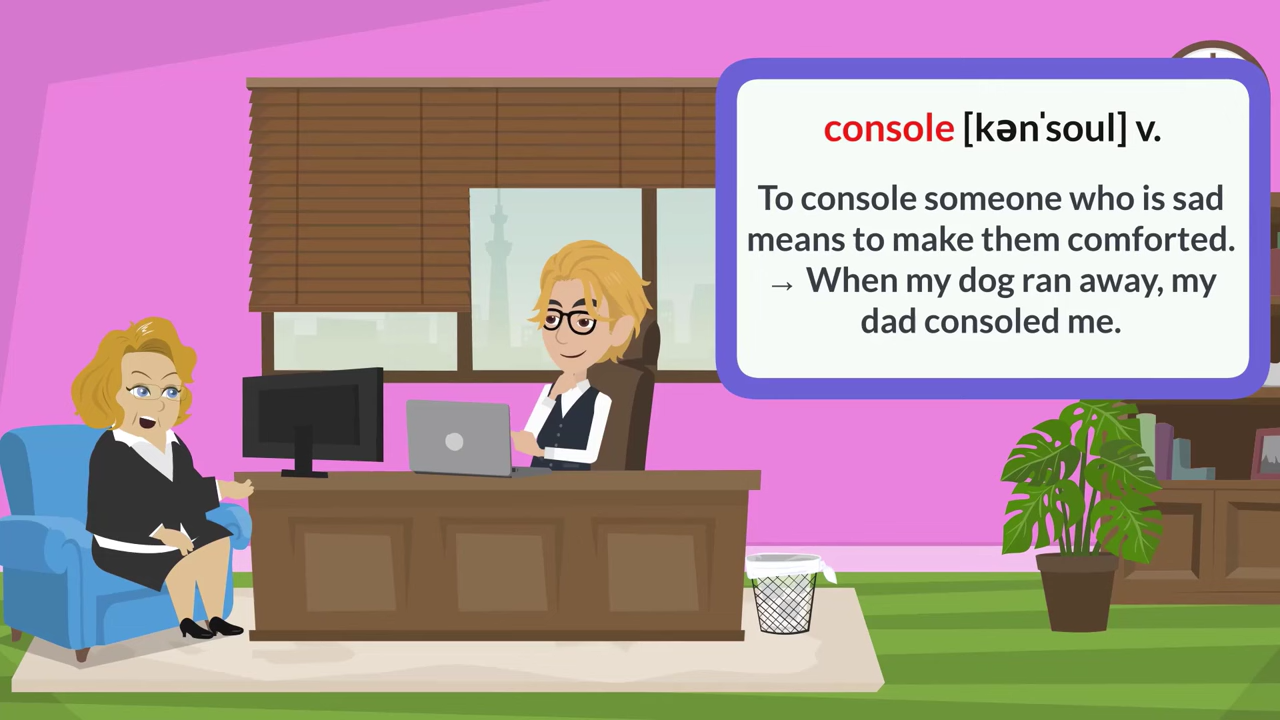 console [kənˈsoul] v.
To console someone who is sad
means to make them comforted.
→ When my dog ran away, my
dad consoled me.